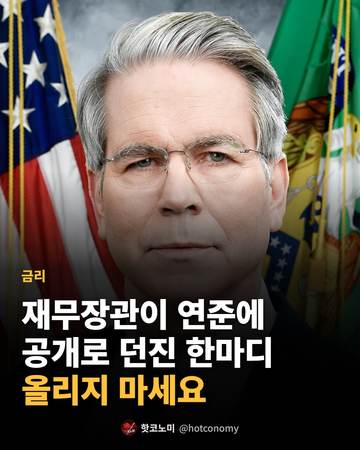 금리
재무장관이 연준에
공개로 던진 한마디
올리지 마세요
핫코노미 @hotconomy